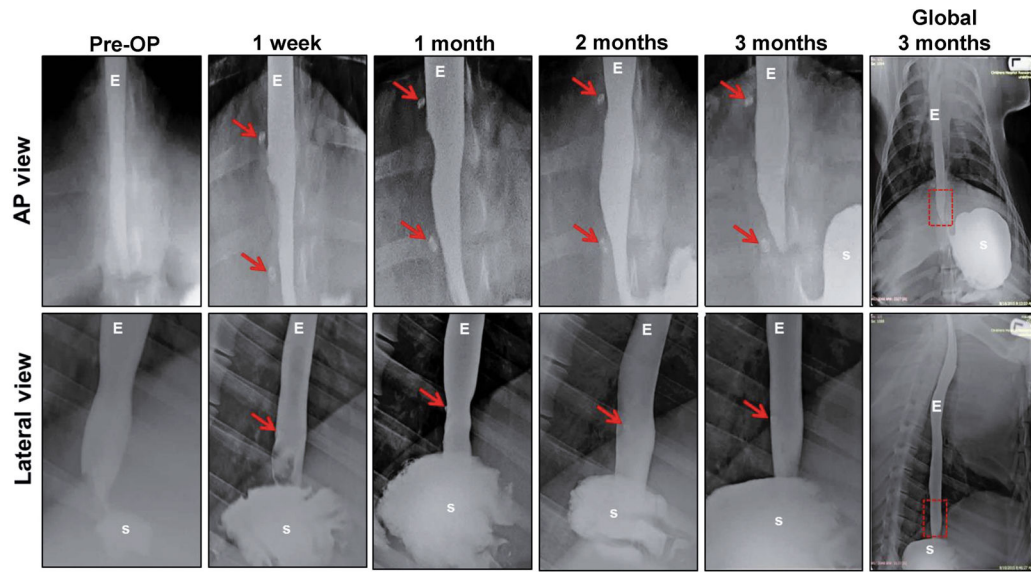 Global
Pre-OP 1 week 1 month 2 months 3 months 3 months
AP view
E E E E E E
S S
Lateral view
E E E E E E
S S S S S S